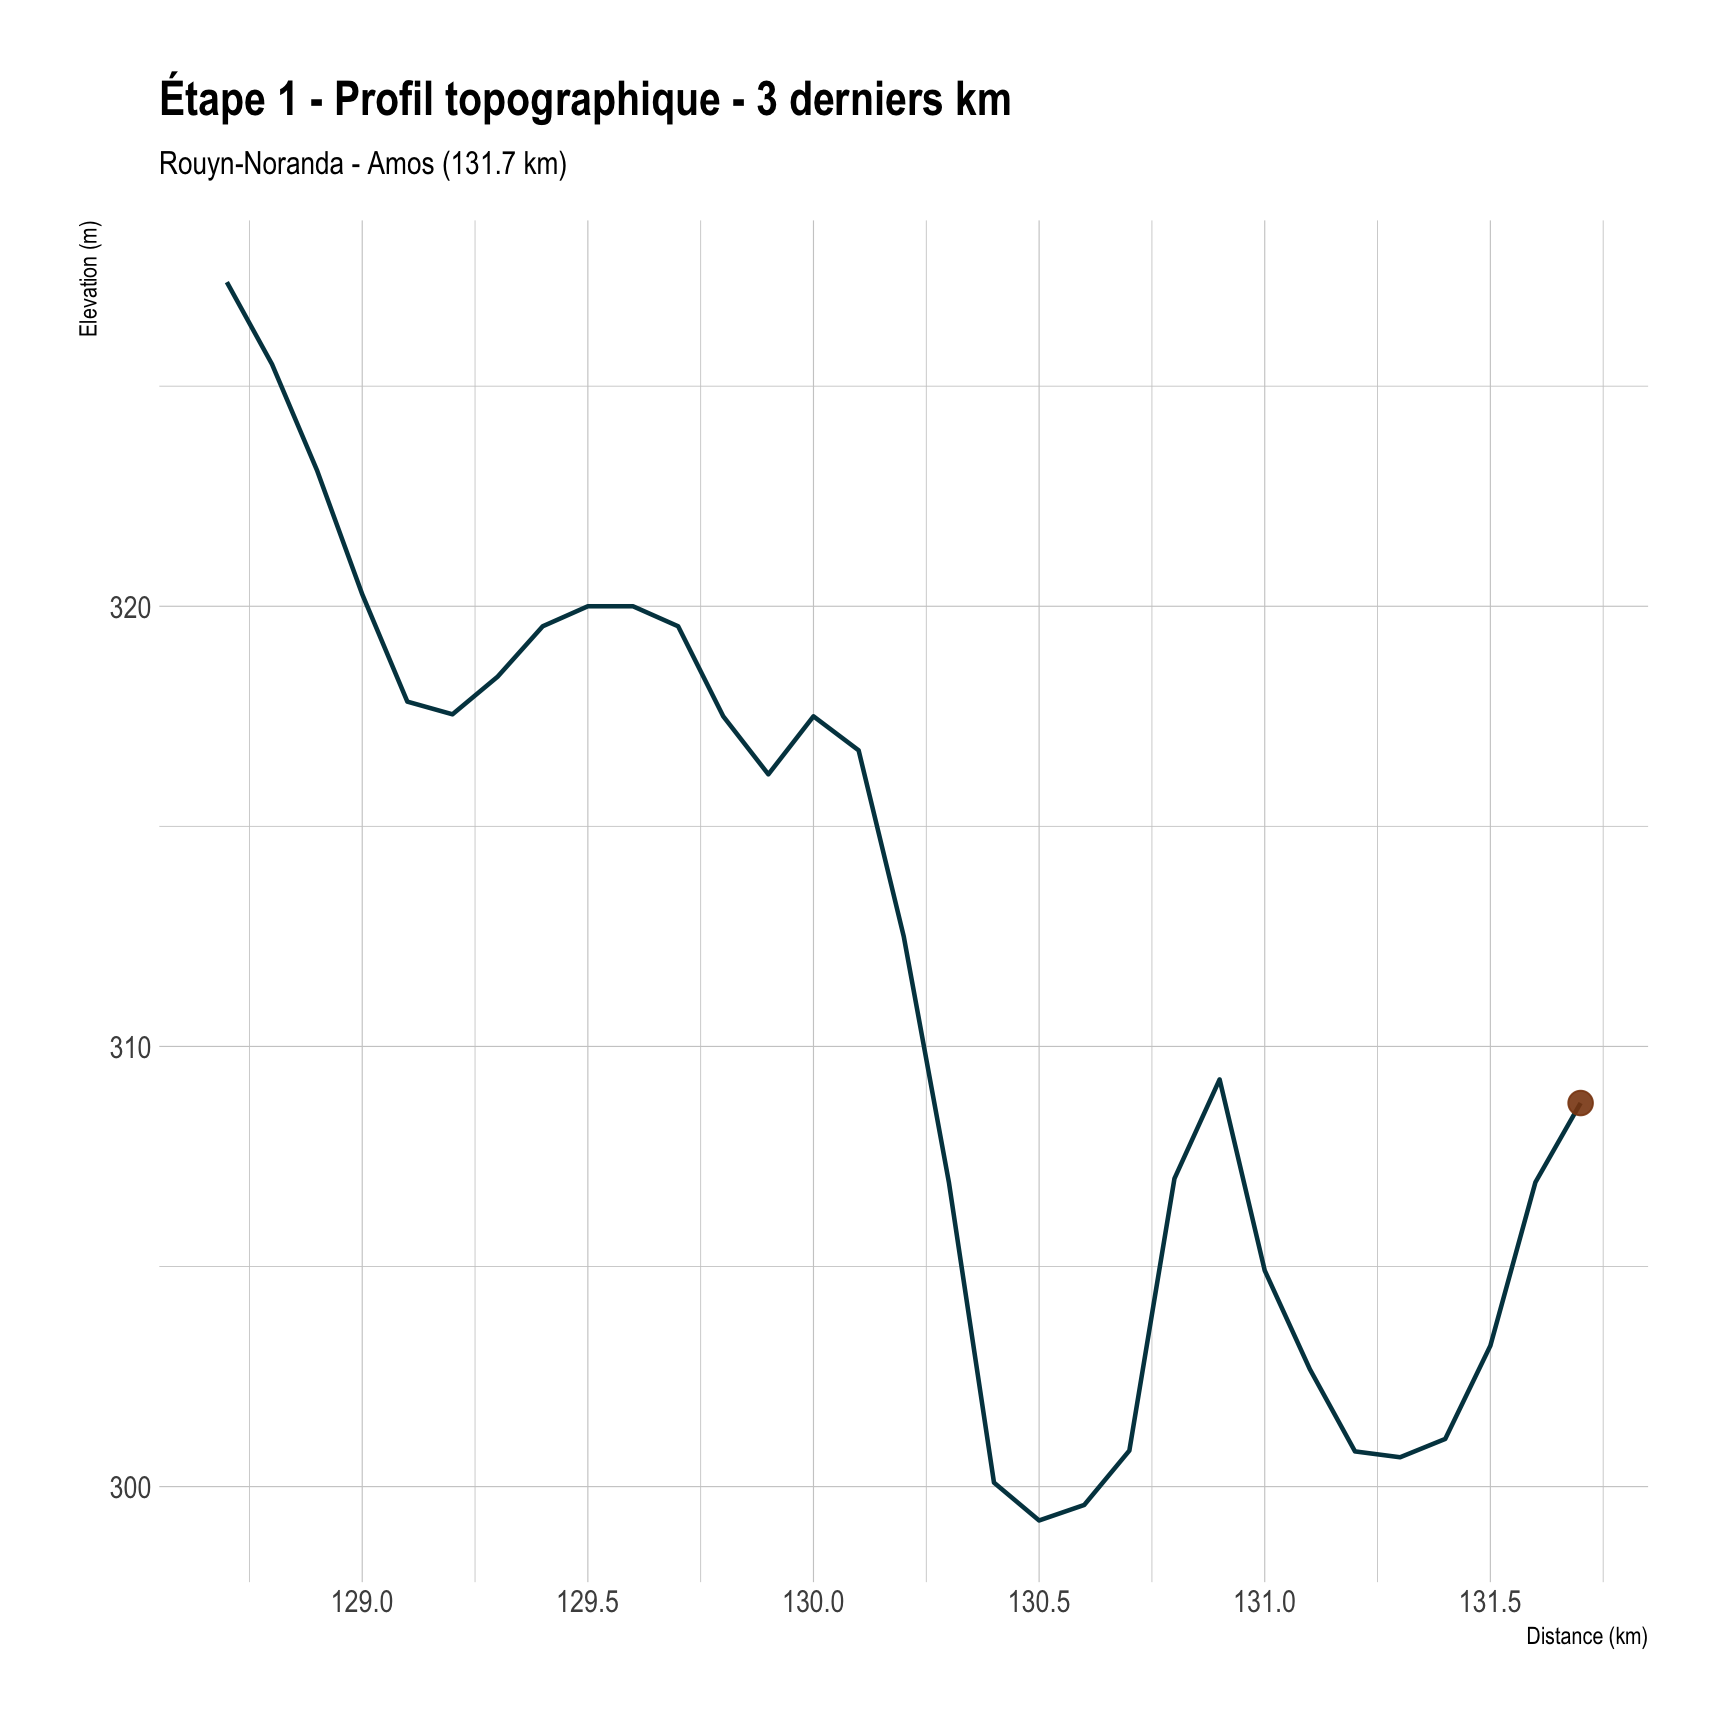 Étape 1 - Profil topographique - 3 derniers km
Rouyn-Noranda - Amos (131.7 km)
Elevation (m)
320
310
300
129.0 129.5 130.0 130.5 131.0 131.5
Distance (km)